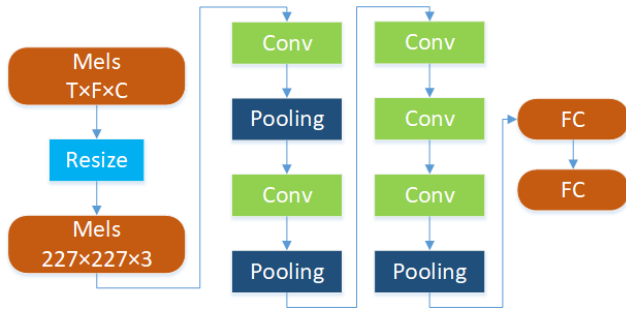 Mels
T×F×C
Resize
Mels
227×227×3
Conv
Pooling
Conv
Pooling
Conv
Conv
Conv
Pooling
FC
FC